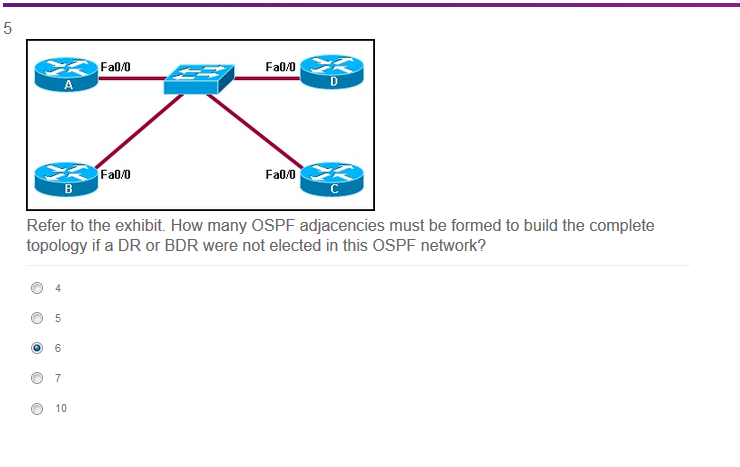 5
Fa0/0 Fa0/0
A D
Fa0/0 Fa0/0
B C
Refer to the exhibit. How many OSPF adjacencies must be formed to build the complete
topology if a DR or BDR were not elected in this OSPF network?
4
5
6
7
10